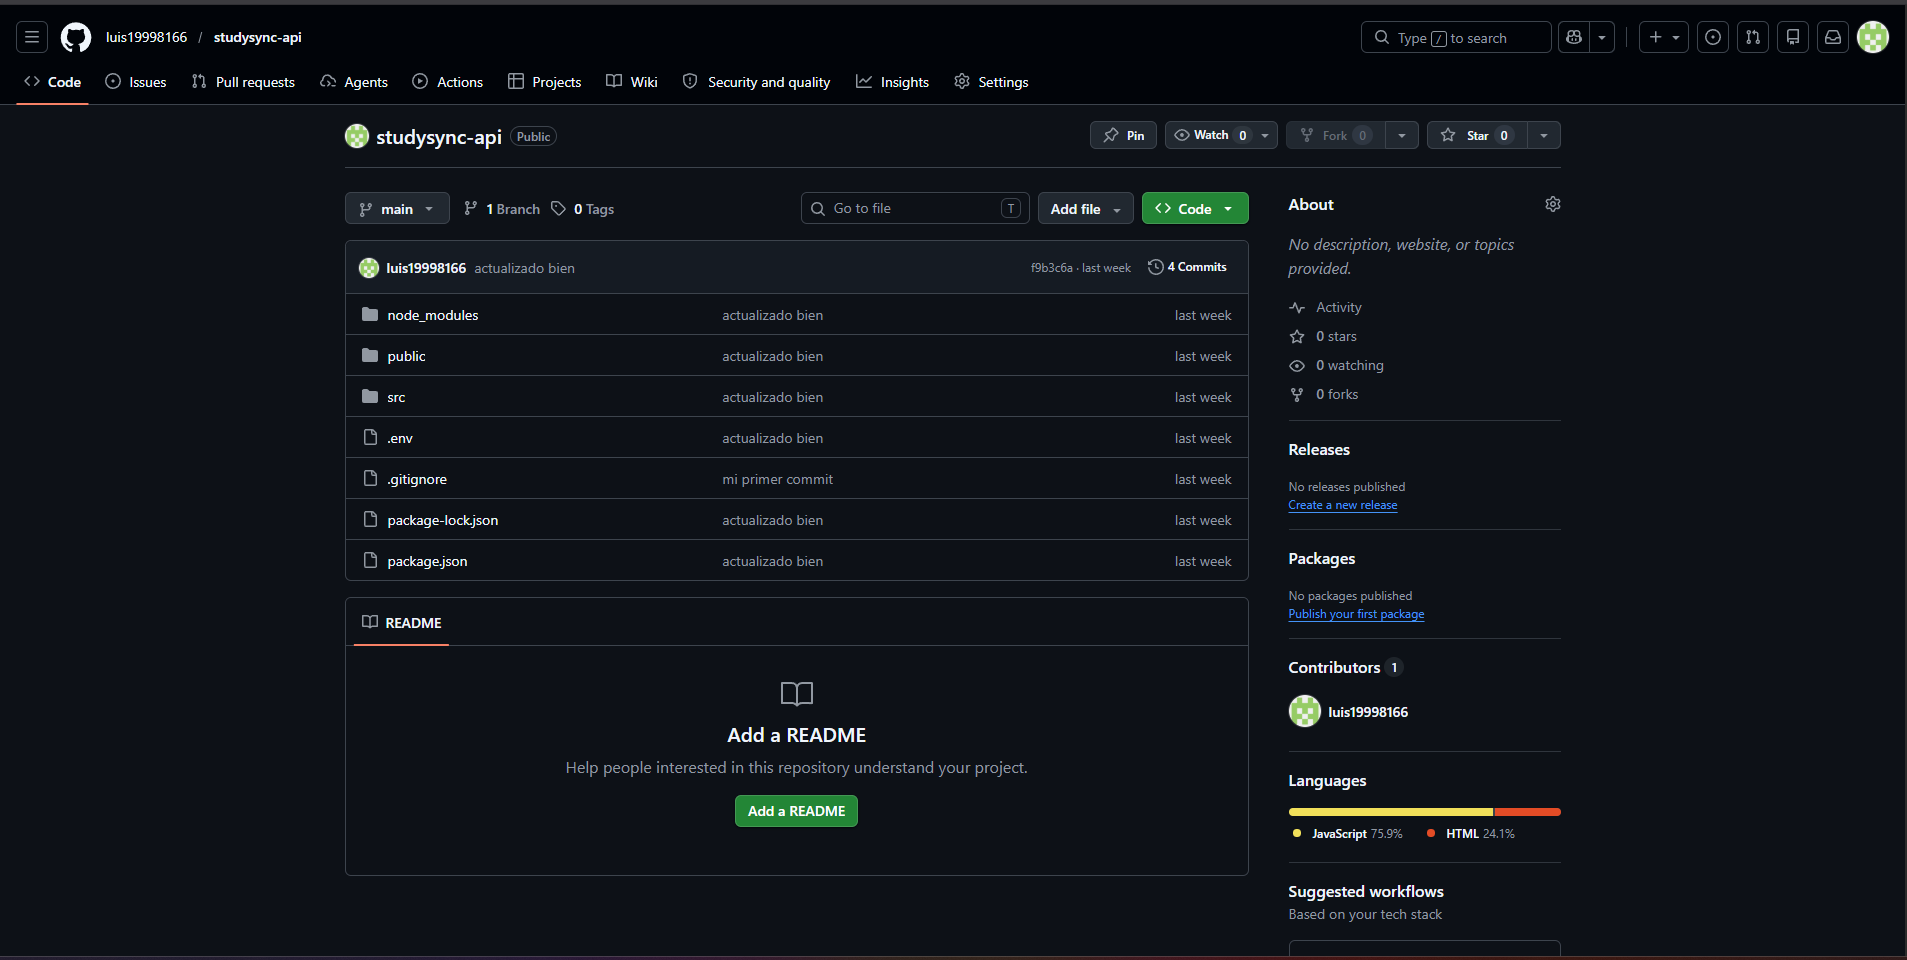 luis19998166 / studysync-api
Type / to search
Code Issues Pull requests Agents Actions Projects Wiki Security and quality Insights Settings
studysync-api Public
Pin Watch 0 Fork 0 Star 0
main 1 Branch 0 Tags Go to file T Add file Code
luis19998166 actualizado bien f9b3c6a · last week 4 Commits
node_modules actualizado bien last week
public actualizado bien last week
src actualizado bien last week
.env actualizado bien last week
.gitignore mi primer commit last week
package-lock.json actualizado bien last week
package.json actualizado bien last week
README
Add a README
Help people interested in this repository understand your project.
Add a README
About
No description, website, or topics
provided.
Activity
0 stars
0 watching
0 forks
Releases
No releases published
Create a new release
Packages
No packages published
Publish your first package
Contributors 1
luis19998166
Languages
JavaScript 75.9% HTML 24.1%
Suggested workflows
Based on your tech stack